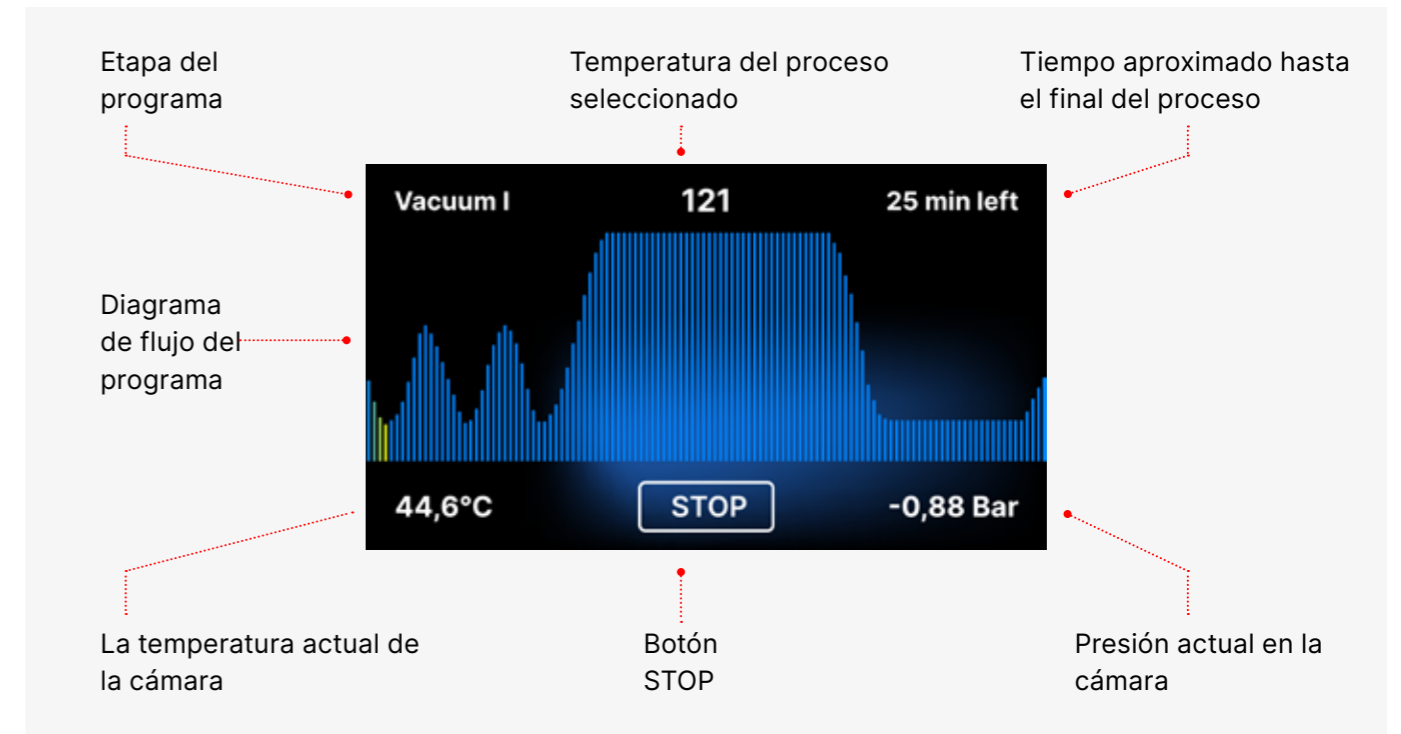 Etapa del
programa
Temperatura del proceso
seleccionado
Tiempo aproximado hasta
el final del proceso
Vacuum I
121
25 min left
Diagrama
de flujo del
programa
44,6°C
STOP
-0,88 Bar
La temperatura actual de
la cámara
Botón
STOP
Presión actual en la
cámara